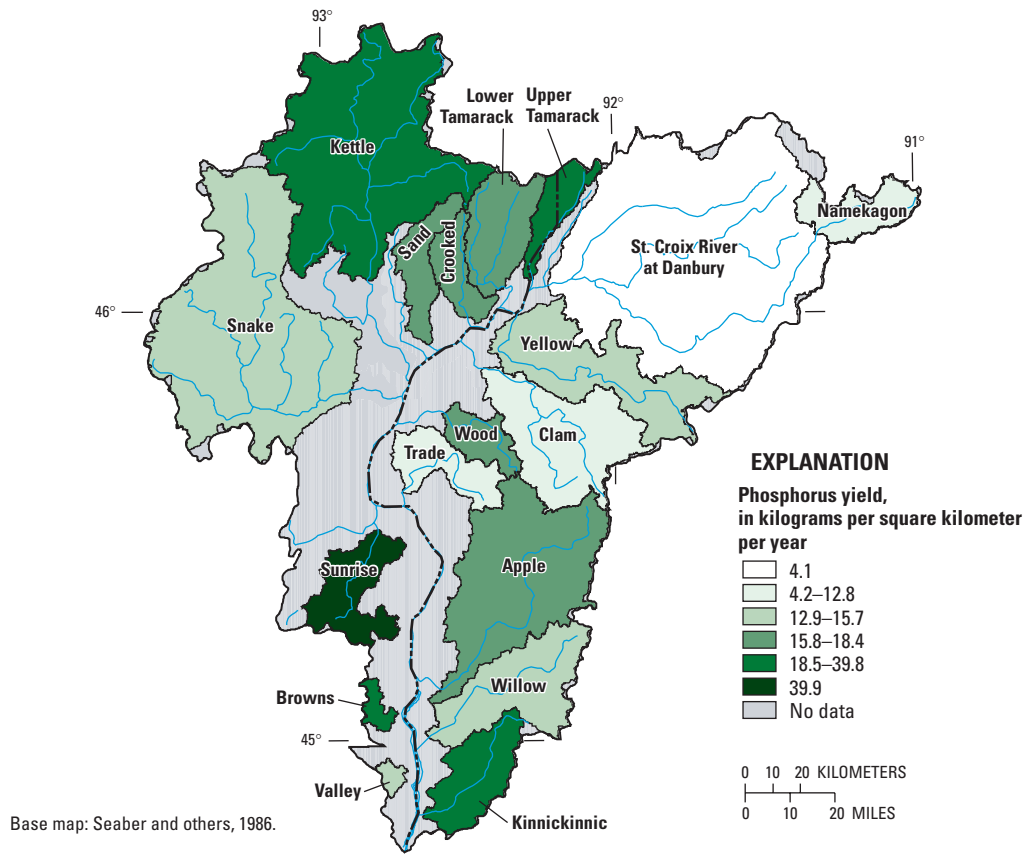 93°
Lower Upper
Tamarack Tamarack
92°
91°
Kettle
Namekagon
Sand
Crooked
St. Croix River
at Danbury
46°
Snake
Yellow
Wood
Clam
Trade
Sunrise
Apple
Willow
Browns
45°
Valley
Kinnickinnic
EXPLANATION
Phosphorus yield,
in kilograms per square kilometer
per year
4.1
4.2–12.8
12.9–15.7
15.8–18.4
18.5–39.8
39.9
No data
0 10 20 KILOMETERS
0 10 20 MILES
Base map: Seaber and others, 1986.